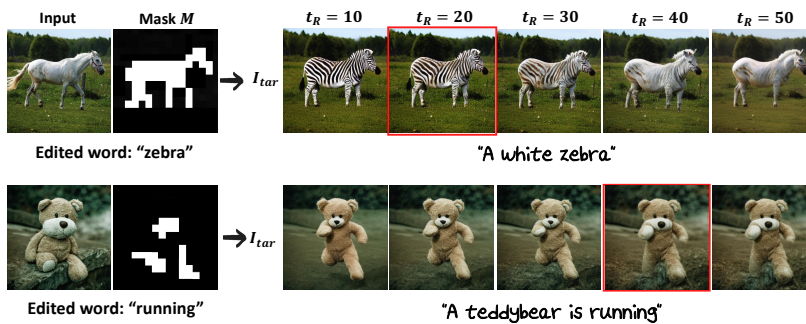 Input Mask M t_R = 10 t_R = 20 t_R = 30 t_R = 40 t_R = 50
→ I_tar
Edited word: “zebra” "A white zebra"
→ I_tar
Edited word: “running” "A teddybear is running"